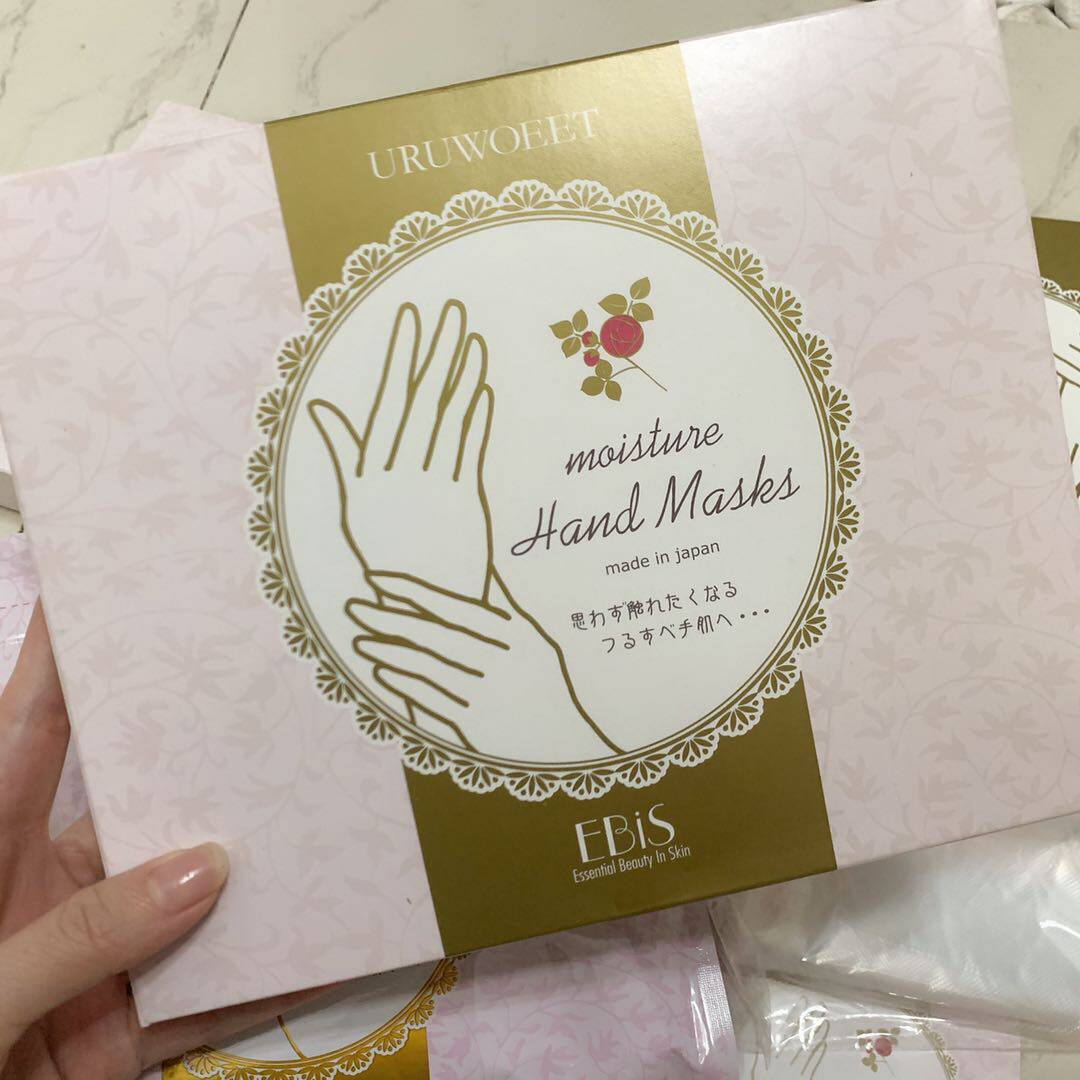 URUWOEET
moisture
Hand Masks
made in japan
思わず触れたくなる
つるすべ手肌へ・・・
EBiS
Essential Beauty In Skin